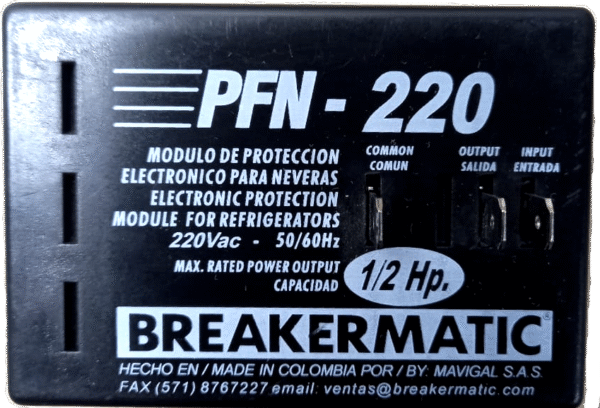 PFN - 220
MODULO DE PROTECCION
ELECTRONICO PARA NEVERAS
ELECTRONIC PROTECTION
MODULE FOR REFRIGERATORS
220Vac - 50/60Hz
MAX. RATED POWER OUTPUT
CAPACIDAD
1/2 Hp.
COMMON
COMUN
OUTPUT
SALIDA
INPUT
ENTRADA
BREAKERMATIC®
HECHO EN / MADE IN COLOMBIA POR / BY: MAVIGAL S.A.S.
FAX (571) 8767227 email: ventas@breakermatic.com